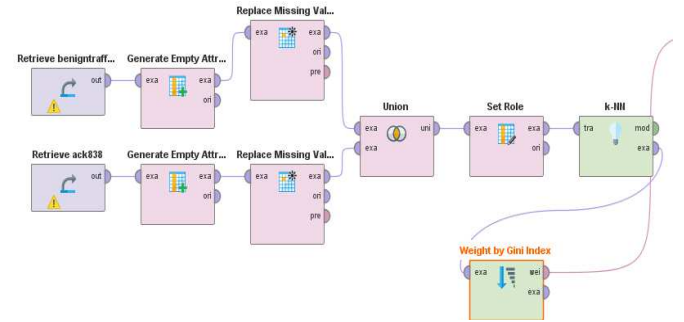 Replace Missing Val...
exa exa
ori
pre
Retrieve benigntraff...
out
Generate Empty Attr...
exa exa
ori
Union
exa uni
exa
Set Role
exa exa
ori
k-NN
tra mod
exa
Retrieve ack838
out
Generate Empty Attr...
exa exa
ori
Replace Missing Val...
exa exa
ori
pre
Weight by Gini Index
exa wei
exa